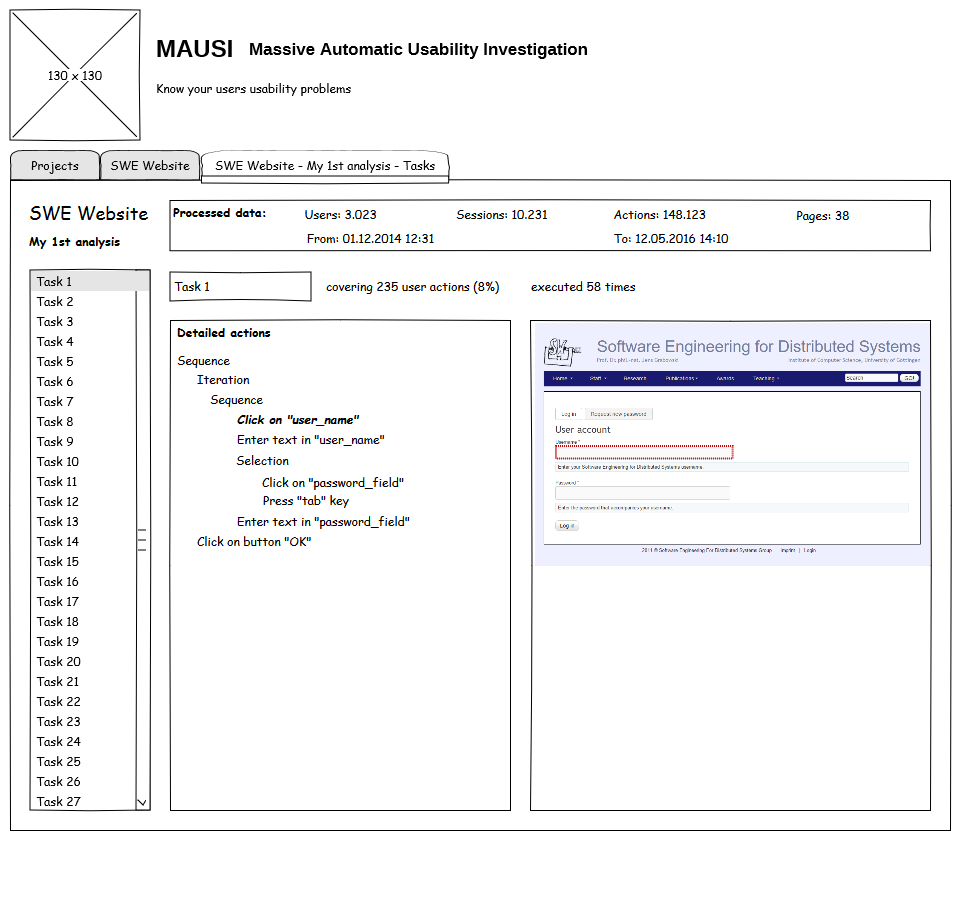 130 x 130
MAUSI Massive Automatic Usability Investigation
Know your users usability problems
Projects
SWE Website
SWE Website - My 1st analysis - Tasks
SWE Website
My 1st analysis
Processed data: Users: 3.023 Sessions: 10.231 Actions: 148.123 Pages: 38
From: 01.12.2014 12:31 To: 12.05.2016 14:10
Task 1
Task 2
Task 3
Task 4
Task 5
Task 6
Task 7
Task 8
Task 9
Task 10
Task 11
Task 12
Task 13
Task 14
Task 15
Task 16
Task 17
Task 18
Task 19
Task 20
Task 21
Task 22
Task 23
Task 24
Task 25
Task 26
Task 27
Task 1 covering 235 user actions (8%) executed 58 times
Detailed actions
Sequence
Iteration
Sequence
Click on "user_name"
Enter text in "user_name"
Selection
Click on "password_field"
Press "tab" key
Enter text in "password_field"
Click on button "OK"
Software Engineering for Distributed Systems
Prof. Dr. phil.-nat. Jens Grabowski Institute of Computer Science, University of Göttingen
Home Staff Research Publications Awards Teaching Search GO!
Log in Request new password
User account
Username *
Enter your Software Engineering for Distributed Systems username.
Password *
Enter the password that accompanies your username.
Log in
2011 © Software Engineering For Distributed Systems Group Imprint | Login